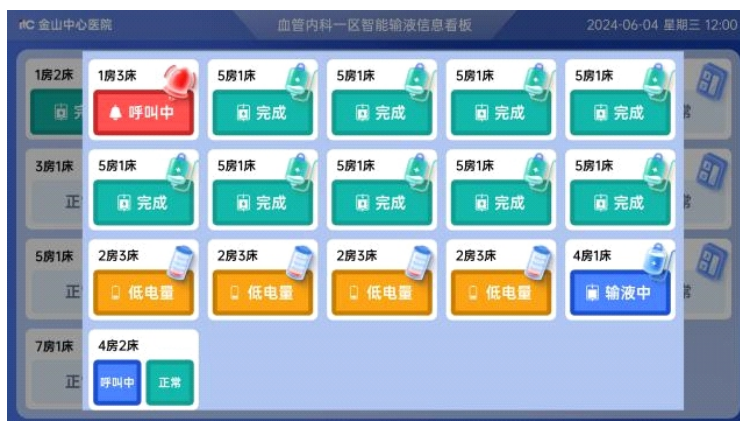 金山中心医院
血管内科一区智能输液信息看板
2024-06-04 星期三 12:00
1房2床
1房3床
呼叫中
5房1床
完成
5房1床
完成
5房1床
完成
5房1床
完成
3房1床
正
5房1床
完成
5房1床
完成
5房1床
完成
5房1床
完成
5房1床
完成
5房1床
正
2房3床
低电量
2房3床
低电量
2房3床
低电量
2房3床
低电量
4房1床
输液中
7房1床
正
4房2床
呼叫中
正常